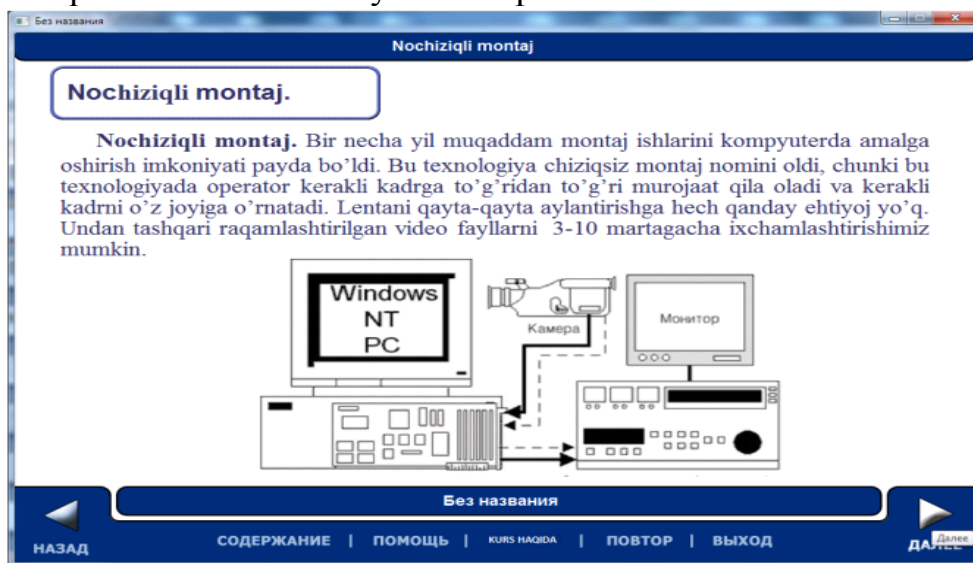 Без названия
Nochiziqli montaj
Nochiziqli montaj.
Nochiziqli montaj. Bir necha yil muqaddam montaj ishlarini kompyuterda amalga
oshirish imkoniyati payda bo’ldi. Bu texnologiya chiziqsiz montaj nomini oldi, chunki bu
texnologiyada operator kerakli kadrga to’g’ridan to’g’ri murojaat qila oladi va kerakli
kadrni o’z joyiga o’rnatadi. Lentani qayta-qayta aylantirishga hech qanday ehtiyoj yo’q.
Undan tashqari raqamlashtirilgan video fayllarni 3-10 martagacha ixchamlashtirishimiz
mumkin.
Windows
NT
PC
Камера
Монитор
Без названия
НАЗАД
СОДЕРЖАНИЕ | ПОМОЩЬ | KURS HAQIDA | ПОВТОР | ВЫХОД
Далее